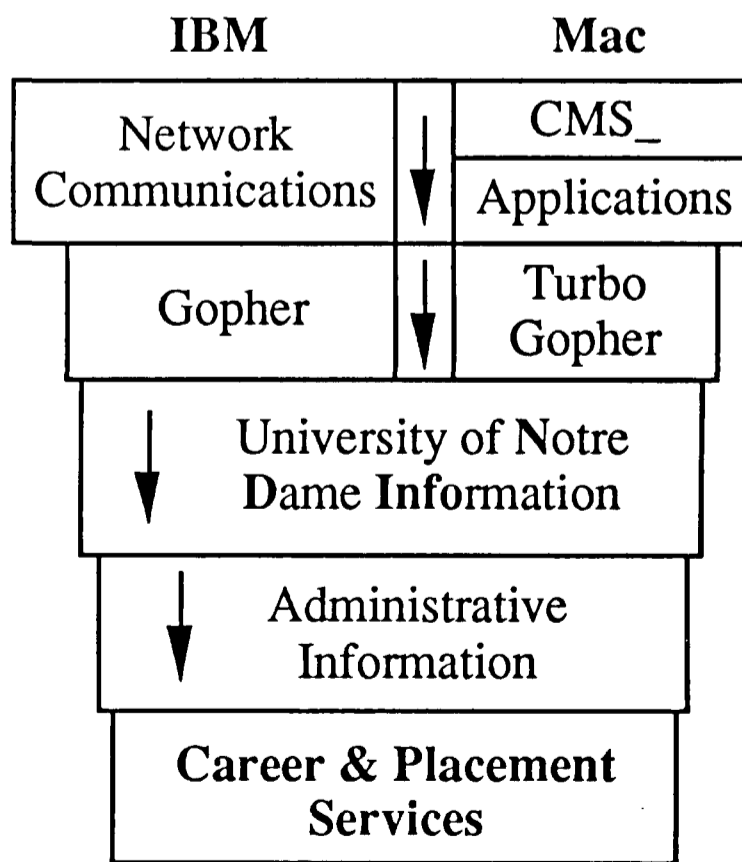 IBM
Mac
Network
Communications
CMS_
Applications
Gopher
Turbo
Gopher
University of Notre
Dame Information
Administrative
Information
Career & Placement
Services